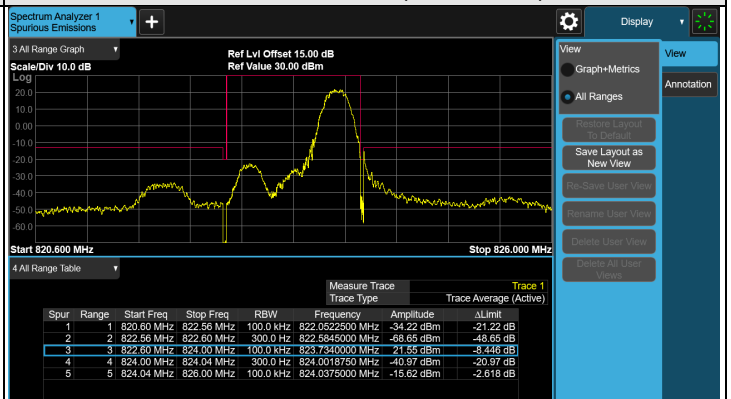 Spectrum Analyzer 1
Spurious Emissions
+
Display
3 All Range Graph
Ref Lvl Offset 15.00 dB
Scale/Div 10.0 dB
Ref Value 30.00 dBm
Log
20.0
10.0
0.00
-10.0
-20.0
-30.0
-40.0
-50.0
-60.0
Start 820.600 MHz
Stop 826.000 MHz
View
Graph+Metrics
All Ranges
Restore Layout
To Default
Save Layout as
New View
Re-Save User View
Rename User View
Delete User View
Delete All User
Views
View
Annotation
4 All Range Table
Measure Trace Trace 1
Trace Type Trace Average (Active)
Spur Range Start Freq Stop Freq RBW Frequency Amplitude ΔLimit
1 1 820.60 MHz 822.56 MHz 100.0 kHz 822.0522500 MHz -34.22 dBm -21.22 dB
2 2 822.56 MHz 822.60 MHz 300.0 Hz 822.5845000 MHz -68.65 dBm -48.65 dB
3 3 822.60 MHz 824.00 MHz 100.0 kHz 823.7340000 MHz 21.55 dBm -8.446 dB
4 4 824.00 MHz 824.04 MHz 300.0 Hz 824.0018750 MHz -40.97 dBm -20.97 dB
5 5 824.04 MHz 826.00 MHz 100.0 kHz 824.0375000 MHz -15.62 dBm -2.618 dB